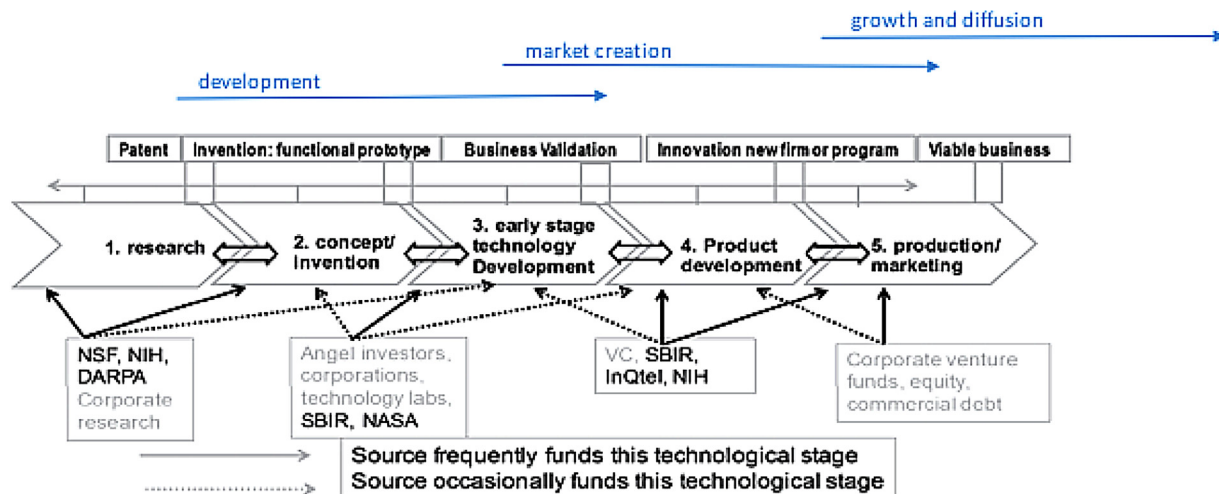 growth and diffusion
market creation
development
Patent
Invention: functional prototype
Business Validation
Innovation new firm or program
Viable business
1. research
2. concept/
Invention
3. early stage
technology
Development
4. Product
development
5. production/
marketing
NSF, NIH,
DARPA
Corporate
research
Angel investors,
corporations,
technology labs,
SBIR, NASA
VC, SBIR,
InQtel, NIH
Corporate venture
funds, equity,
commercial debt
Source frequently funds this technological stage
Source occasionally funds this technological stage